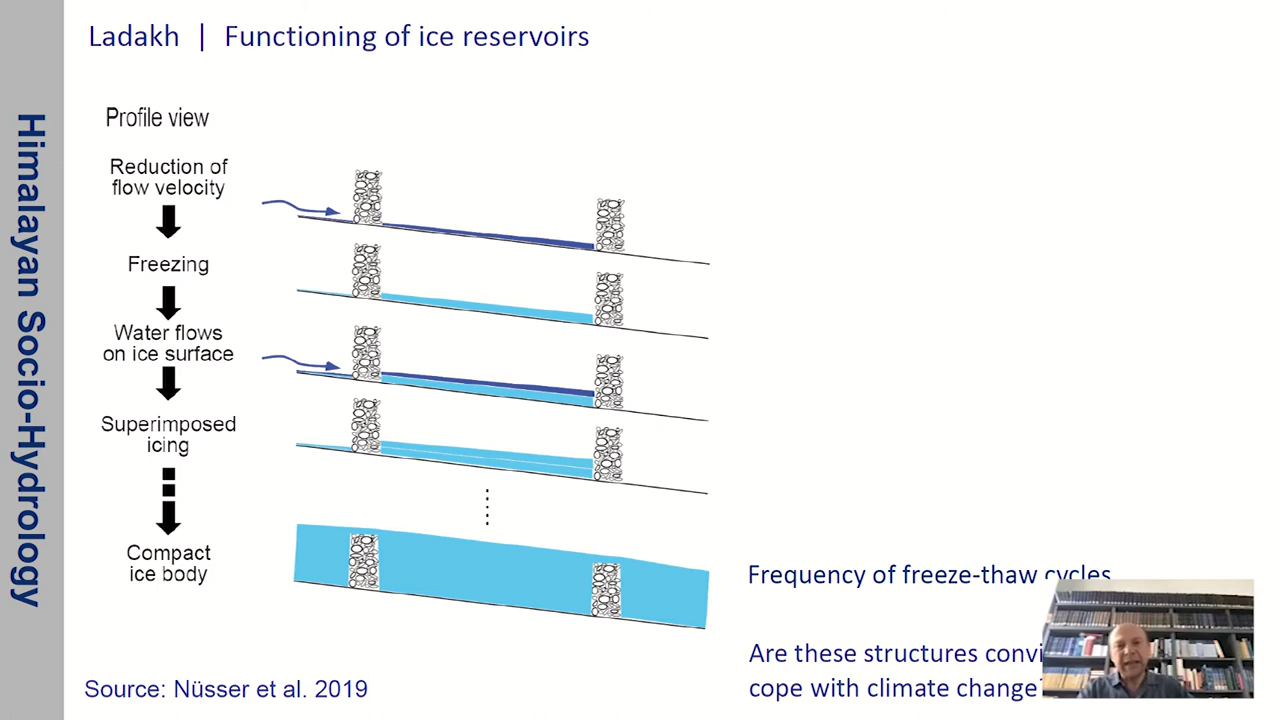 Ladakh | Functioning of ice reservoirs
Himalayan Socio-Hydrology
Profile view
Reduction of
flow velocity
Freezing
Water flows
on ice surface
Superimposed
icing
Compact
ice body
Frequency of freeze-thaw cycles
Are these structures
cope with climate change
Source: Nüsser et al. 2019